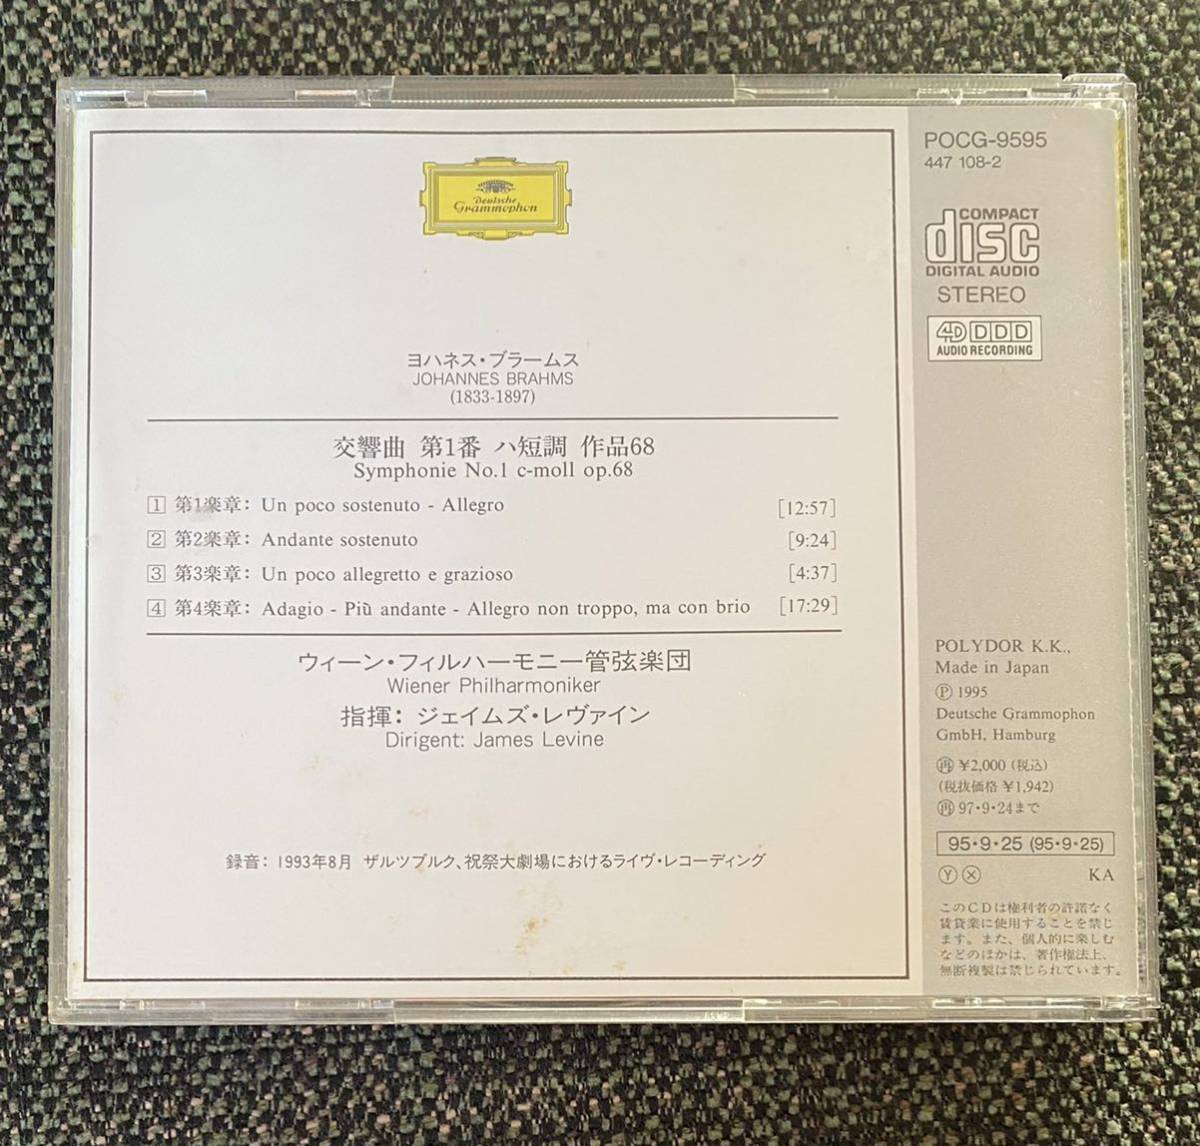 Deutsche
Grammophon
ヨハネス・ブラームス
JOHANNES BRAHMS
(1833-1897)
交響曲 第1番 ハ短調 作品68
Symphonie No.1 c-moll op.68
1 第1楽章: Un poco sostenuto - Allegro [12:57]
2 第2楽章: Andante sostenuto [9:24]
3 第3楽章: Un poco allegretto e grazioso [4:37]
4 第4楽章: Adagio - Più andante - Allegro non troppo, ma con brio [17:29]
ウィーン・フィルハーモニー管弦楽団
Wiener Philharmoniker
指揮: ジェイムズ・レヴァイン
Dirigent: James Levine
録音: 1993年8月 ザルツブルク、祝祭大劇場におけるライヴ・レコーディング
POCG-9595
447 108-2
COMPACT
disc
DIGITAL AUDIO
STEREO
4D DDD
AUDIO RECORDING
POLYDOR K.K.,
Made in Japan
Ⓟ 1995
Deutsche Grammophon
GmbH, Hamburg
再 ¥2,000 (税込)
(税抜価格 ¥1,942)
再 97・9・24まで
95・9・25 (95・9・25)
Ⓨ Ⓧ KA
このCDは権利者の許諾なく
賃貸業に使用することを禁じ
ます。また、個人的に楽しむ
などのほかは、著作権法上、
無断複製は禁じられています。